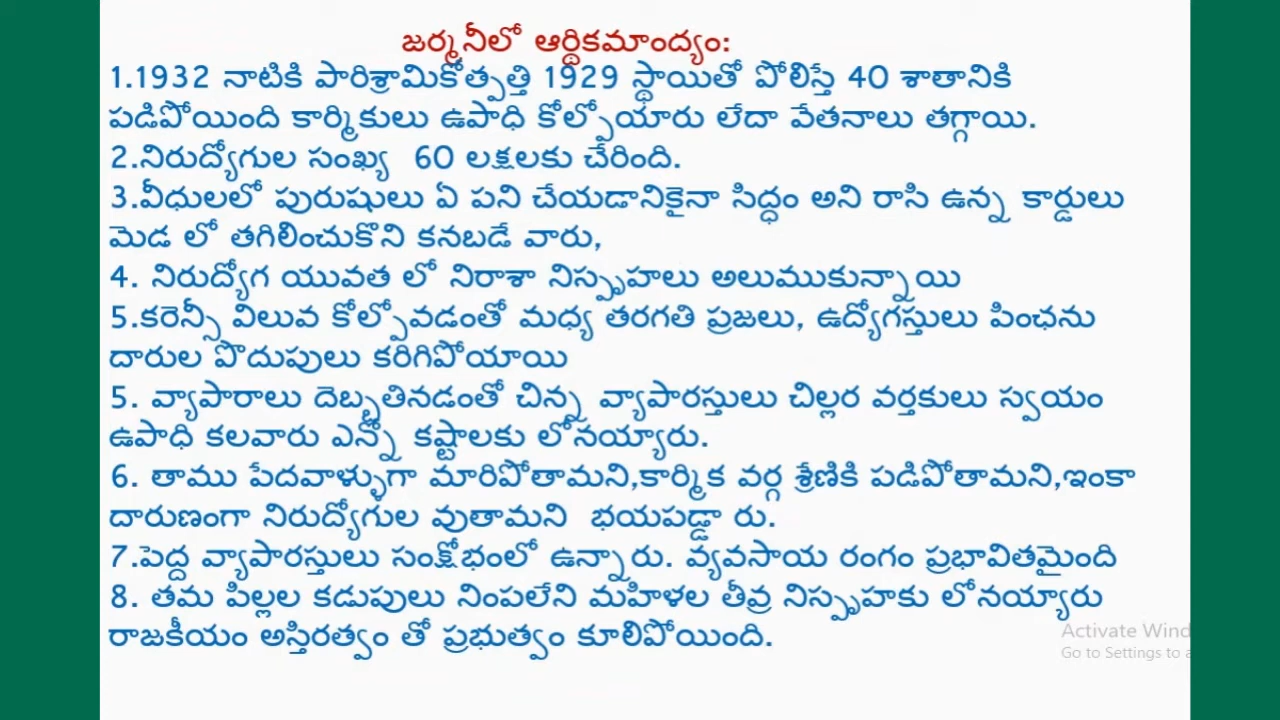 జర్మనీలో ఆర్థికమాంద్యం:
1.1932 నాటికి పారిశ్రామికోత్పత్తి 1929 స్థాయితో పోలిస్తే 40 శాతానికి
పడిపోయింది కార్మికులు ఉపాధి కోల్పోయారు లేదా వేతనాలు తగ్గాయి.
2.నిరుద్యోగుల సంఖ్య 60 లక్షలకు చేరింది.
3.వీధులలో పురుషులు ఏ పని చేయడానికైనా సిద్ధం అని రాసి ఉన్న కార్డులు
మెడ లో తగిలించుకొని కనబడే వారు,
4. నిరుద్యోగ యువత లో నిరాశా నిస్పృహలు అలుముకున్నాయి
5.కరెన్సీ విలువ కోల్పోవడంతో మధ్య తరగతి ప్రజలు, ఉద్యోగస్తులు పింఛను
దారుల పొదుపులు కరిగిపోయాయి
5. వ్యాపారాలు దెబ్బతినడంతో చిన్న వ్యాపారస్తులు చిల్లర వర్తకులు స్వయం
ఉపాధి కలవారు ఎన్నో కష్టాలకు లోనయ్యారు.
6. తాము పేదవాళ్ళుగా మారిపోతామని,కార్మిక వర్గ శ్రేణికి పడిపోతామని,ఇంకా
దారుణంగా నిరుద్యోగుల వుతామని భయపడ్డా రు.
7.పెద్ద వ్యాపారస్తులు సంక్షోభంలో ఉన్నారు. వ్యవసాయ రంగం ప్రభావితమైంది
8. తమ పిల్లల కడుపులు నింపలేని మహిళల తీవ్ర నిస్పృహకు లోనయ్యారు
రాజకీయం అస్తిరత్వం తో ప్రభుత్వం కూలిపోయింది.
Activate Wind
Go to Settings to a